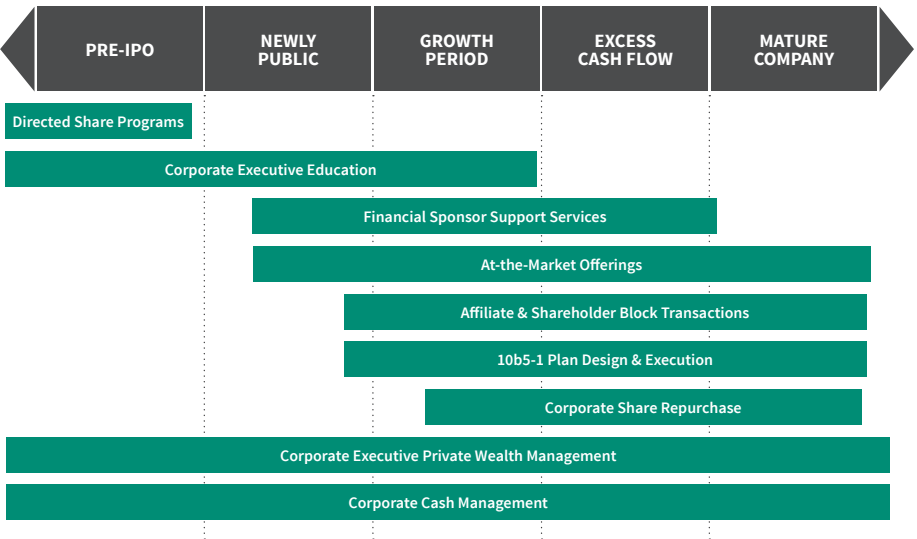 PRE-IPO
NEWLY
PUBLIC
GROWTH
PERIOD
EXCESS
CASH FLOW
MATURE
COMPANY
Directed Share Programs
Corporate Executive Education
Financial Sponsor Support Services
At-the-Market Offerings
Affiliate & Shareholder Block Transactions
10b5-1 Plan Design & Execution
Corporate Share Repurchase
Corporate Executive Private Wealth Management
Corporate Cash Management